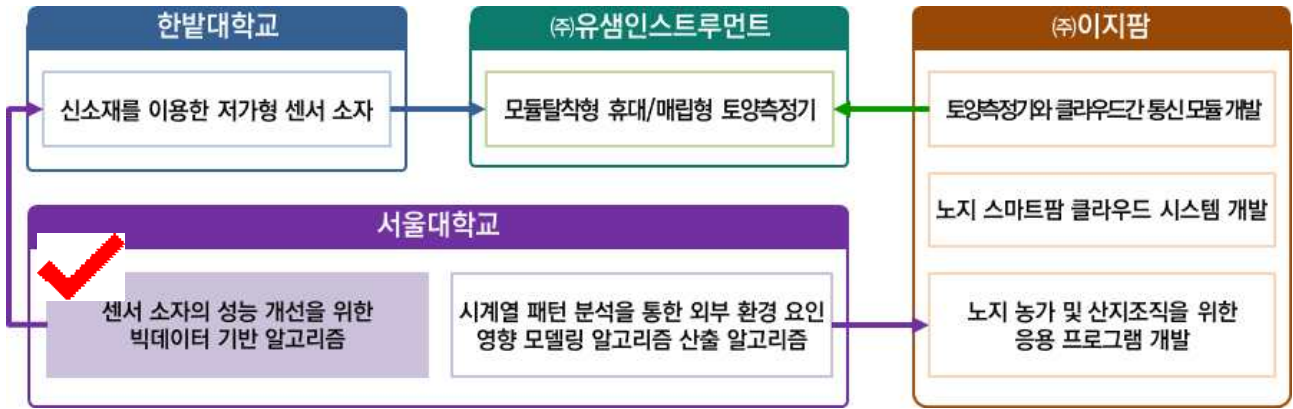 한밭대학교
신소재를 이용한 저가형 센서 소자
㈜유샘인스트루먼트
모듈탈착형 휴대/매립형 토양측정기
㈜이지팜
토양측정기와 클라우드간 통신 모듈 개발
노지 스마트팜 클라우드 시스템 개발
노지 농가 및 산지조직을 위한
응용 프로그램 개발
서울대학교
센서 소자의 성능 개선을 위한
빅데이터 기반 알고리즘
시계열 패턴 분석을 통한 외부 환경 요인
영향 모델링 알고리즘 산출 알고리즘